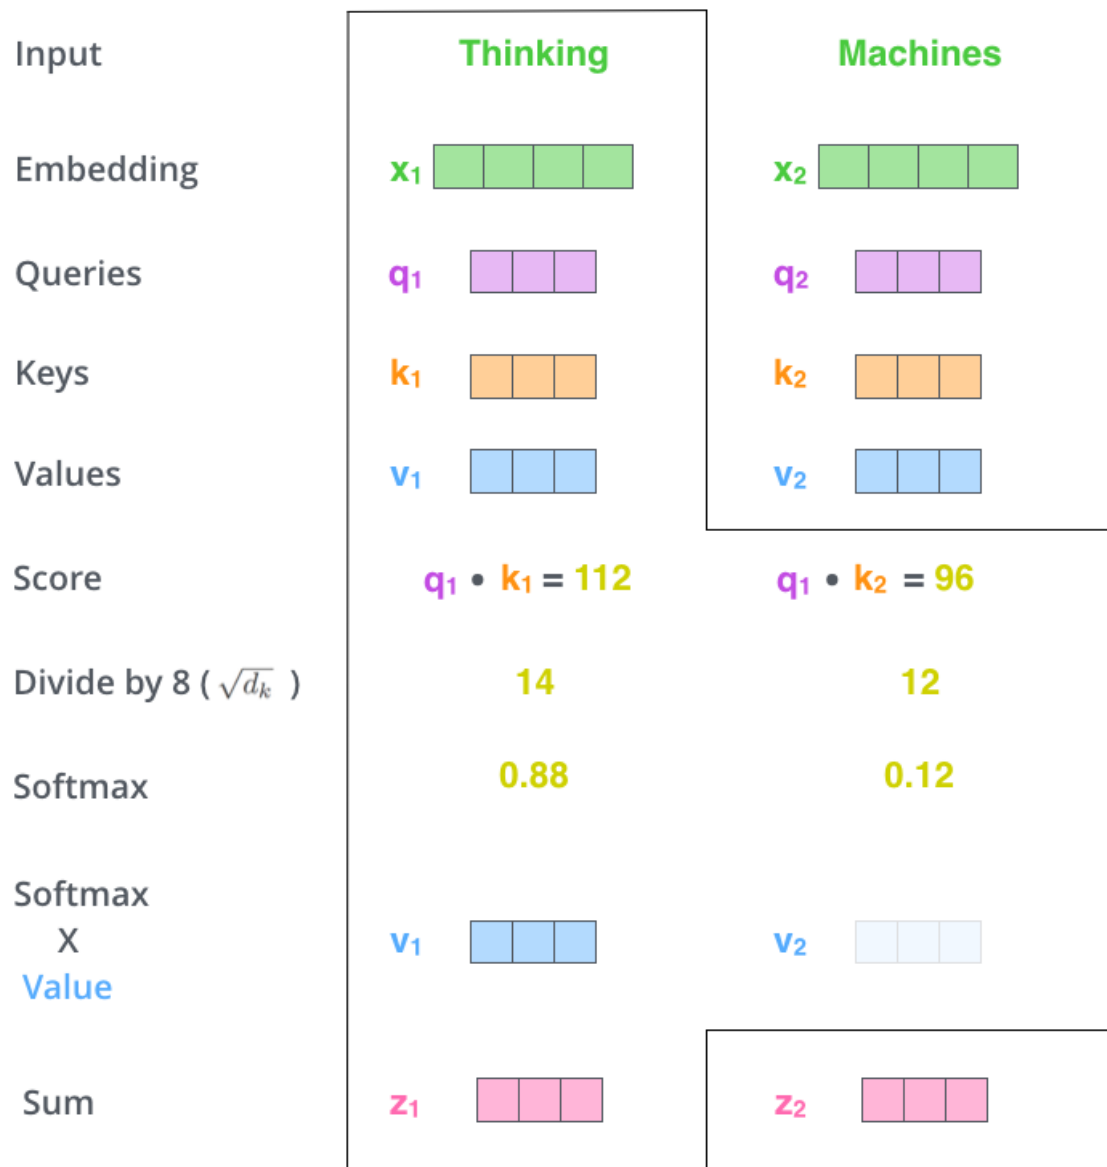 Input Thinking Machines
Embedding x₁ x₂
Queries q₁ q₂
Keys k₁ k₂
Values v₁ v₂
Score q₁ • k₁ = 112 q₁ • k₂ = 96
Divide by 8 ( √dₖ ) 14 12
Softmax 0.88 0.12
Softmax
X v₁ v₂
Value
Sum z₁ z₂